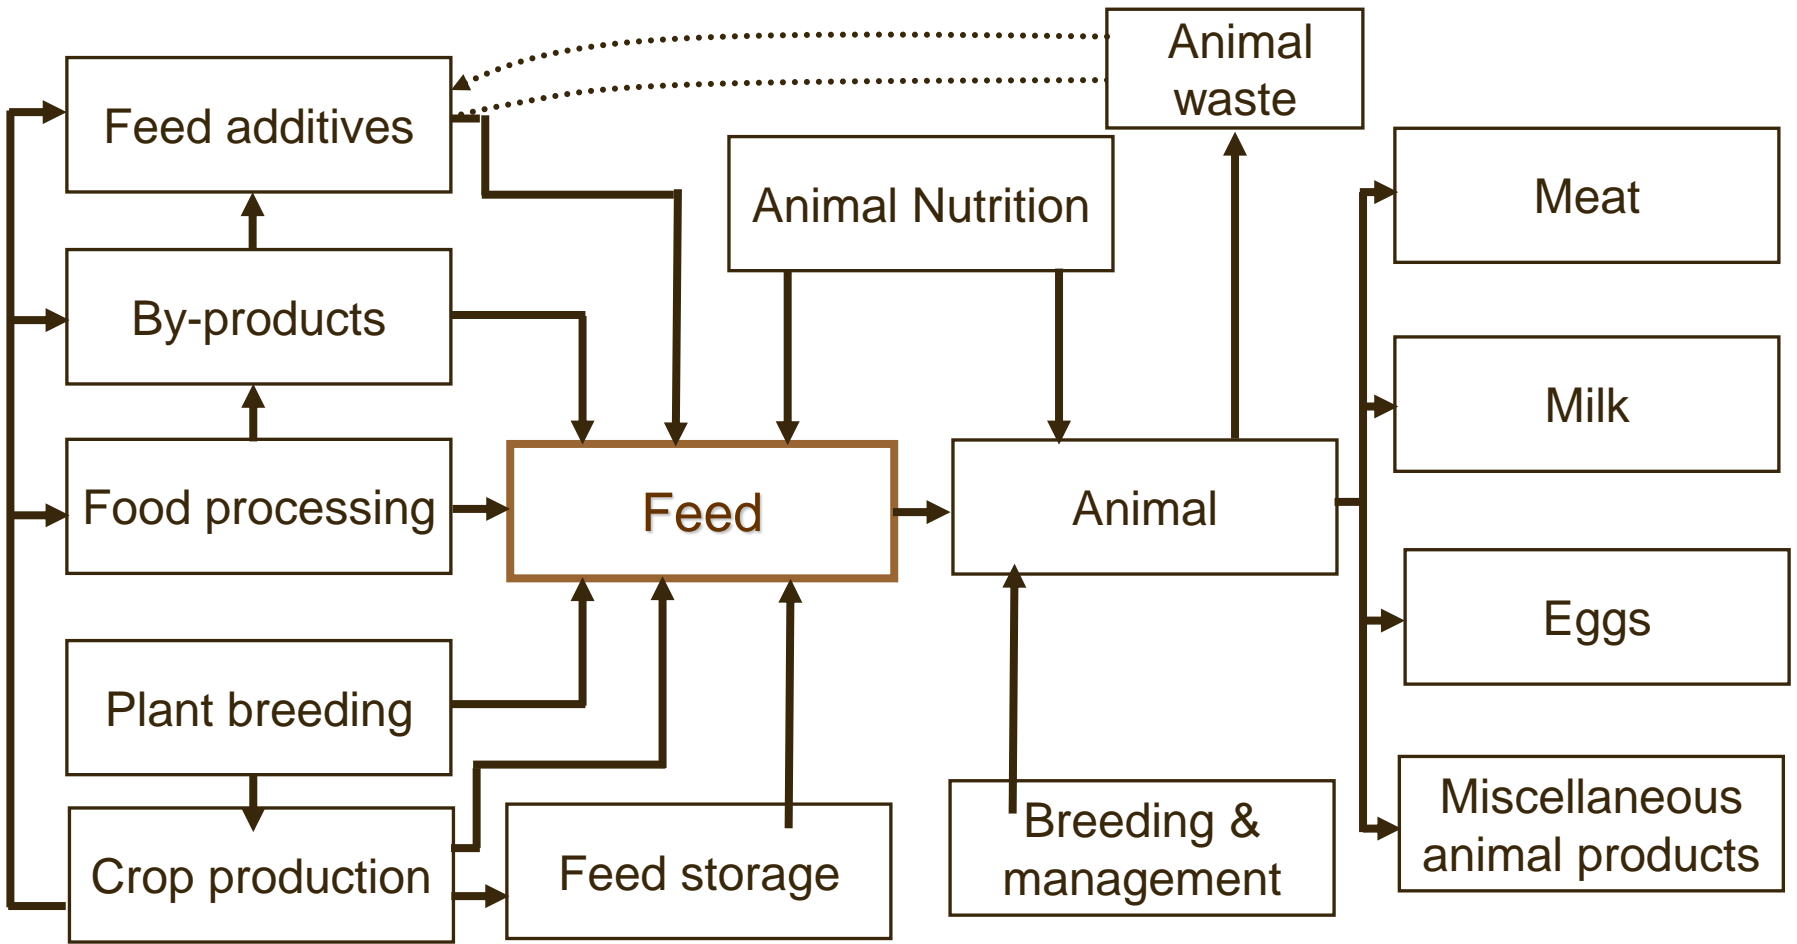 Animal
waste
Feed additives
Animal Nutrition
Meat
By-products
Milk
Food processing
Feed
Animal
Eggs
Plant breeding
Crop production
Feed storage
Breeding &
management
Miscellaneous
animal products